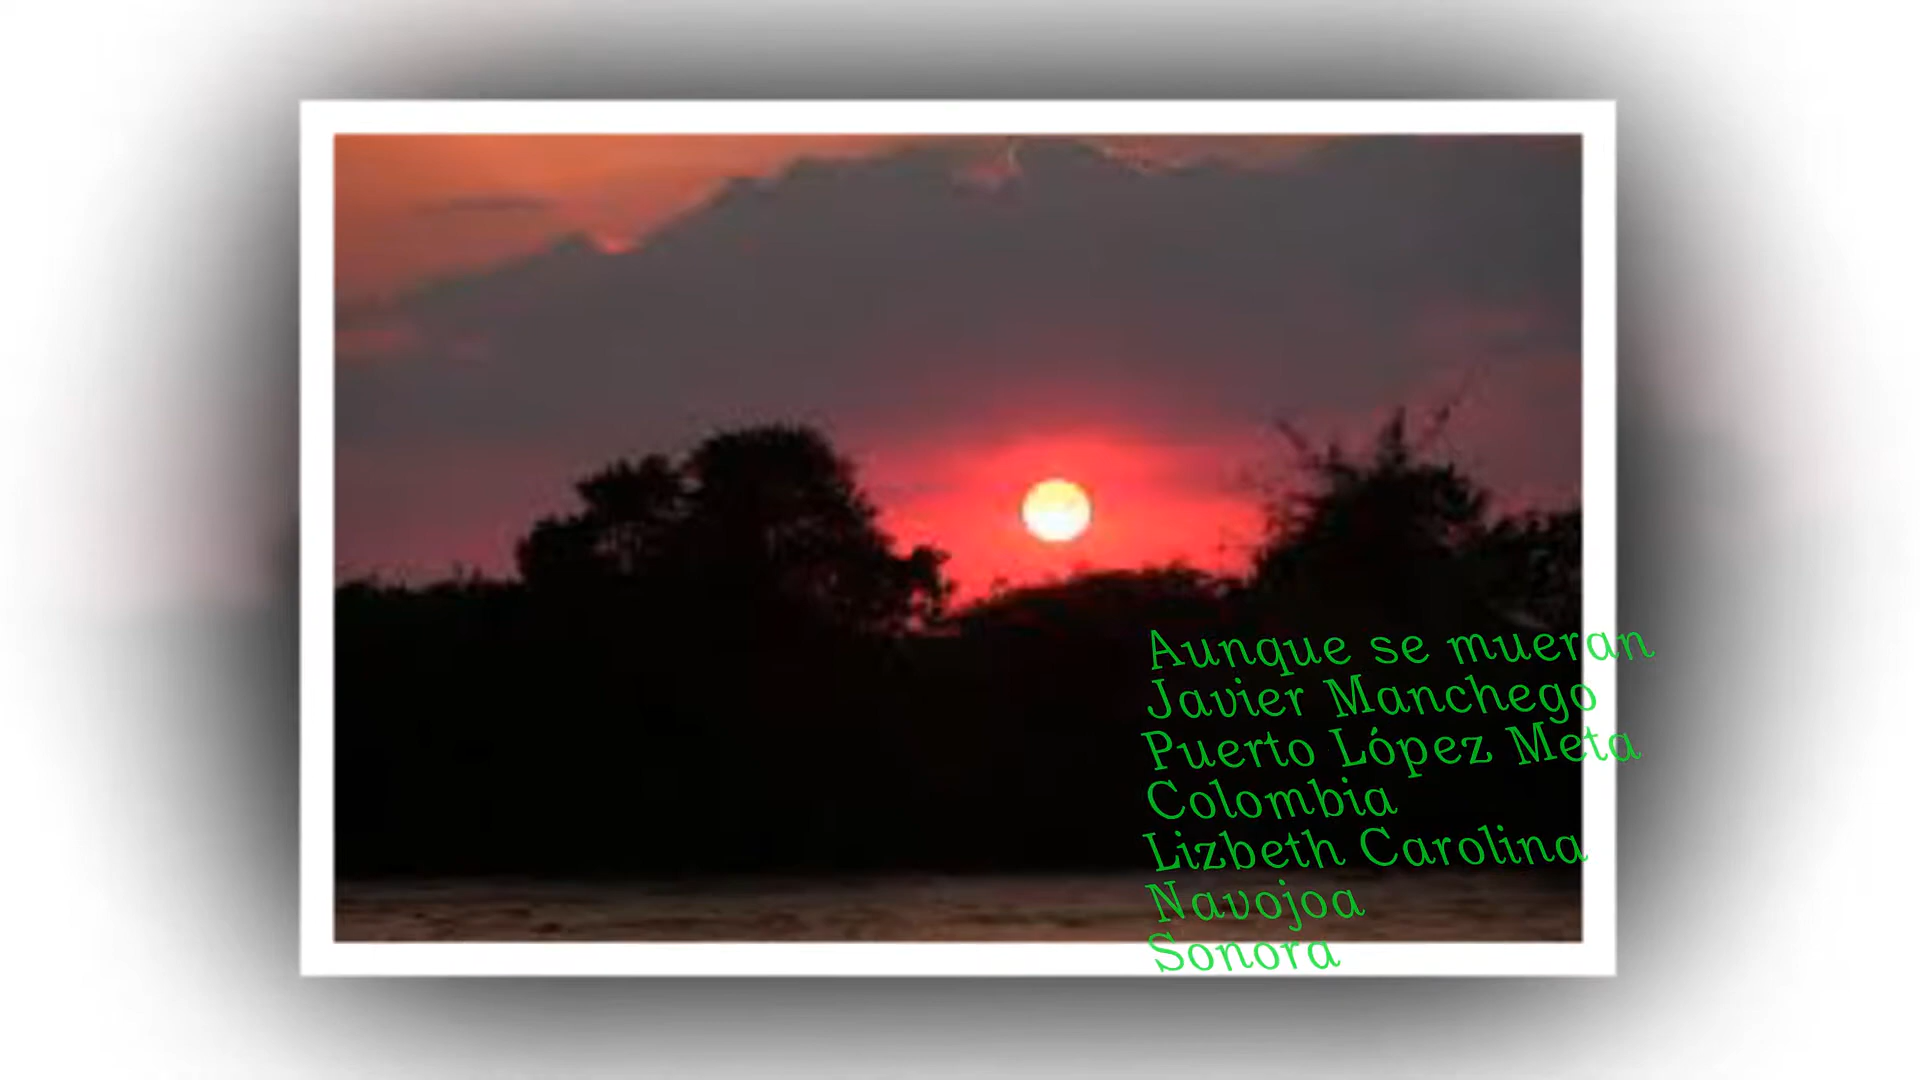 Aunque se mueran
Javier Manchego
Puerto López Meta
Colombia
Lizbeth Carolina
Navojoa
Sonora